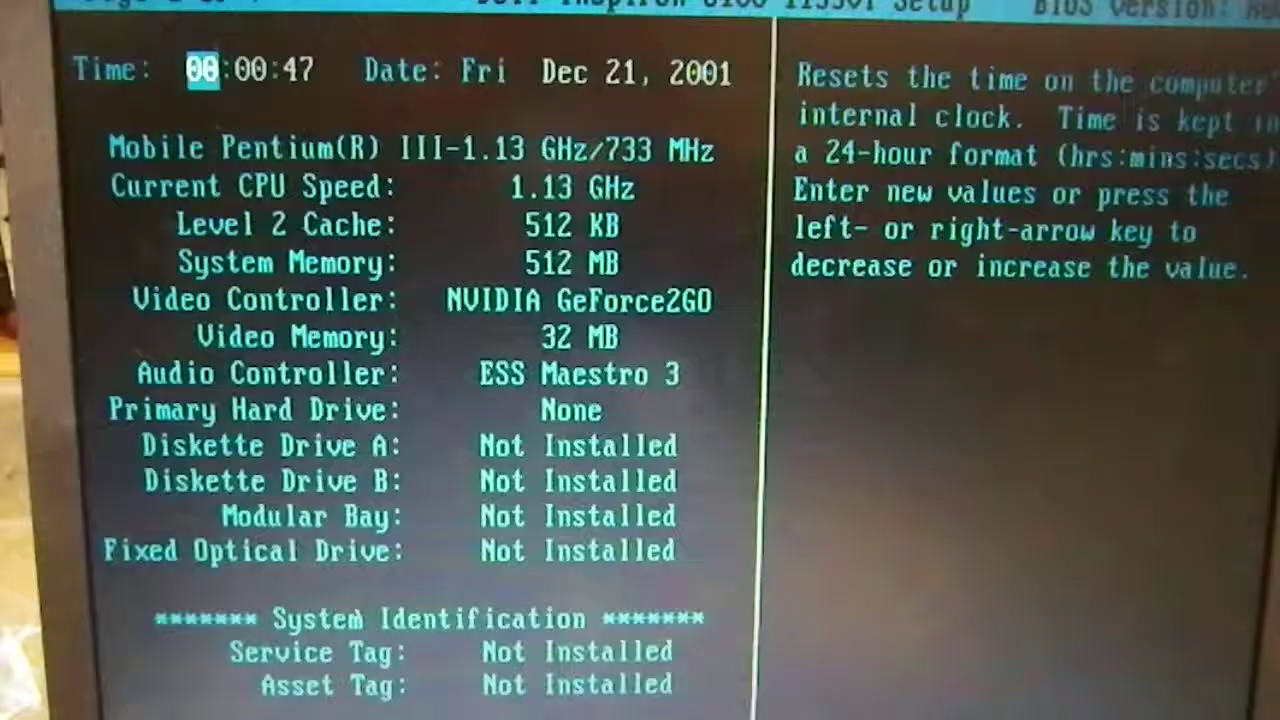 Setup
BIOS Version:
Time: 00:00:47 Date: Fri Dec 21, 2001
Mobile Pentium(R) III-1.13 GHz/733 MHz
Current CPU Speed: 1.13 GHz
Level 2 Cache: 512 KB
System Memory: 512 MB
Video Controller: NVIDIA GeForce2GO
Video Memory: 32 MB
Audio Controller: ESS Maestro 3
Primary Hard Drive: None
Diskette Drive A: Not Installed
Diskette Drive B: Not Installed
Modular Bay: Not Installed
Fixed Optical Drive: Not Installed
******* System Identification *******
Service Tag: Not Installed
Asset Tag: Not Installed
Resets the time on the computer'
internal clock. Time is kept in
a 24-hour format (hrs:mins:secs).
Enter new values or press the
left- or right-arrow key to
decrease or increase the value.